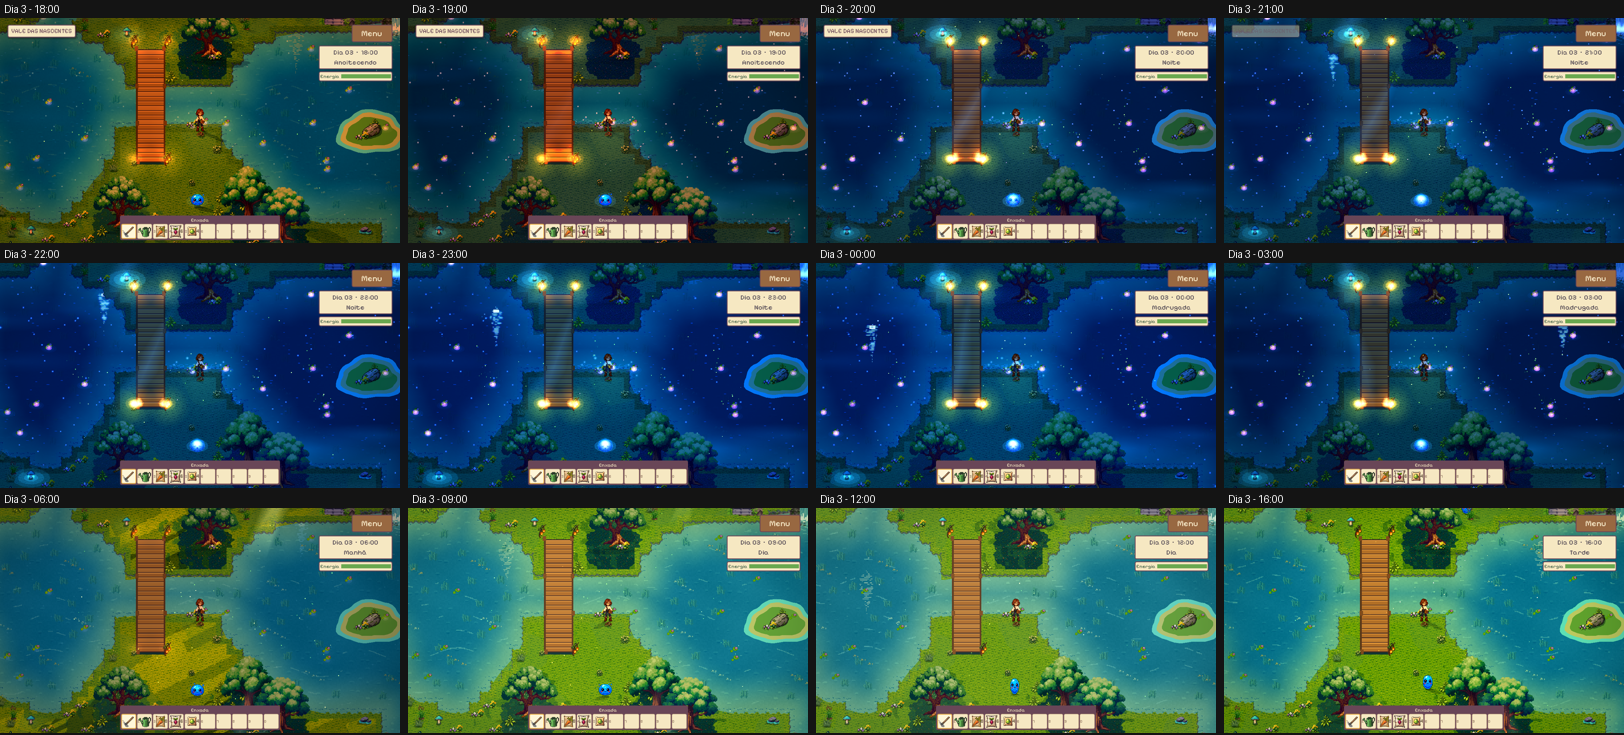 Dia 3 - 18:00
VALE DAS NASCENTES
Menu
Dia 03 - 18:00
Anoitecendo
Energia
Enxada
Dia 3 - 19:00
VALE DAS NASCENTES
Menu
Dia 03 - 19:00
Anoitecendo
Energia
Enxada
Dia 3 - 20:00
VALE DAS NASCENTES
Menu
Dia 03 - 20:00
Noite
Energia
Enxada
Dia 3 - 21:00
Menu
Dia 03 - 21:00
Noite
Energia
Enxada
Dia 3 - 22:00
Menu
Dia 03 - 22:00
Noite
Energia
Enxada
Dia 3 - 23:00
Menu
Dia 03 - 23:00
Noite
Energia
Enxada
Dia 3 - 00:00
Menu
Dia 03 - 00:00
Madrugada
Energia
Enxada
Dia 3 - 03:00
Menu
Dia 03 - 03:00
Madrugada
Energia
Enxada
Dia 3 - 06:00
Menu
Dia 03 - 06:00
Manhã
Energia
Enxada
Dia 3 - 09:00
Menu
Dia 03 - 09:00
Dia
Energia
Enxada
Dia 3 - 12:00
Menu
Dia 03 - 12:00
Dia
Energia
Enxada
Dia 3 - 16:00
Menu
Dia 03 - 16:00
Tarde
Energia
Enxada